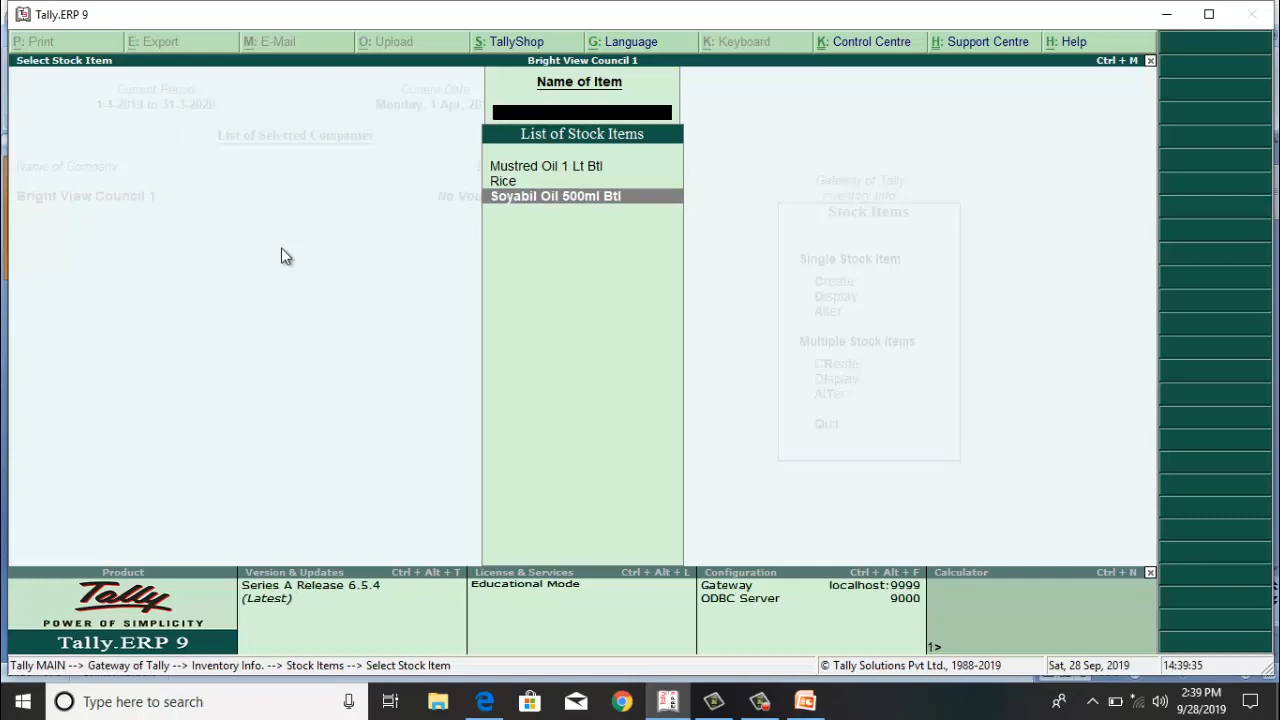 Tally.ERP 9
P: Print E: Export M: E-Mail O: Upload S: TallyShop G: Language K: Keyboard K: Control Centre H: Support Centre H: Help
Select Stock Item Bright View Council 1 Ctrl + M
Current Period Current Date
1-4-2019 to 31-3-2020 Monday, 1 Apr, 20
List of Selected Companies
Name of Company
Bright View Council 1 No Vou
Name of Item
List of Stock Items
Mustred Oil 1 Lt Btl
Rice
Soyabil Oil 500ml Btl
Gateway of Tally
Inventory Info.
Stock Items
Single Stock Item
Create
Display
Alter
Multiple Stock Items
CReate
DIsplay
AlTer
Quit
Product
Tally
POWER OF SIMPLICITY
Tally.ERP 9
Version & Updates Ctrl + Alt + T
Series A Release 6.5.4
(Latest)
License & Services Ctrl + Alt + L
Educational Mode
Configuration Ctrl + Alt + F
Gateway localhost:9999
ODBC Server 9000
Calculator Ctrl + N
1>
Tally MAIN --> Gateway of Tally --> Inventory Info. --> Stock Items --> Select Stock Item © Tally Solutions Pvt Ltd., 1988-2019 Sat, 28 Sep, 2019 14:39:35
Type here to search
2:39 PM
9/28/2019